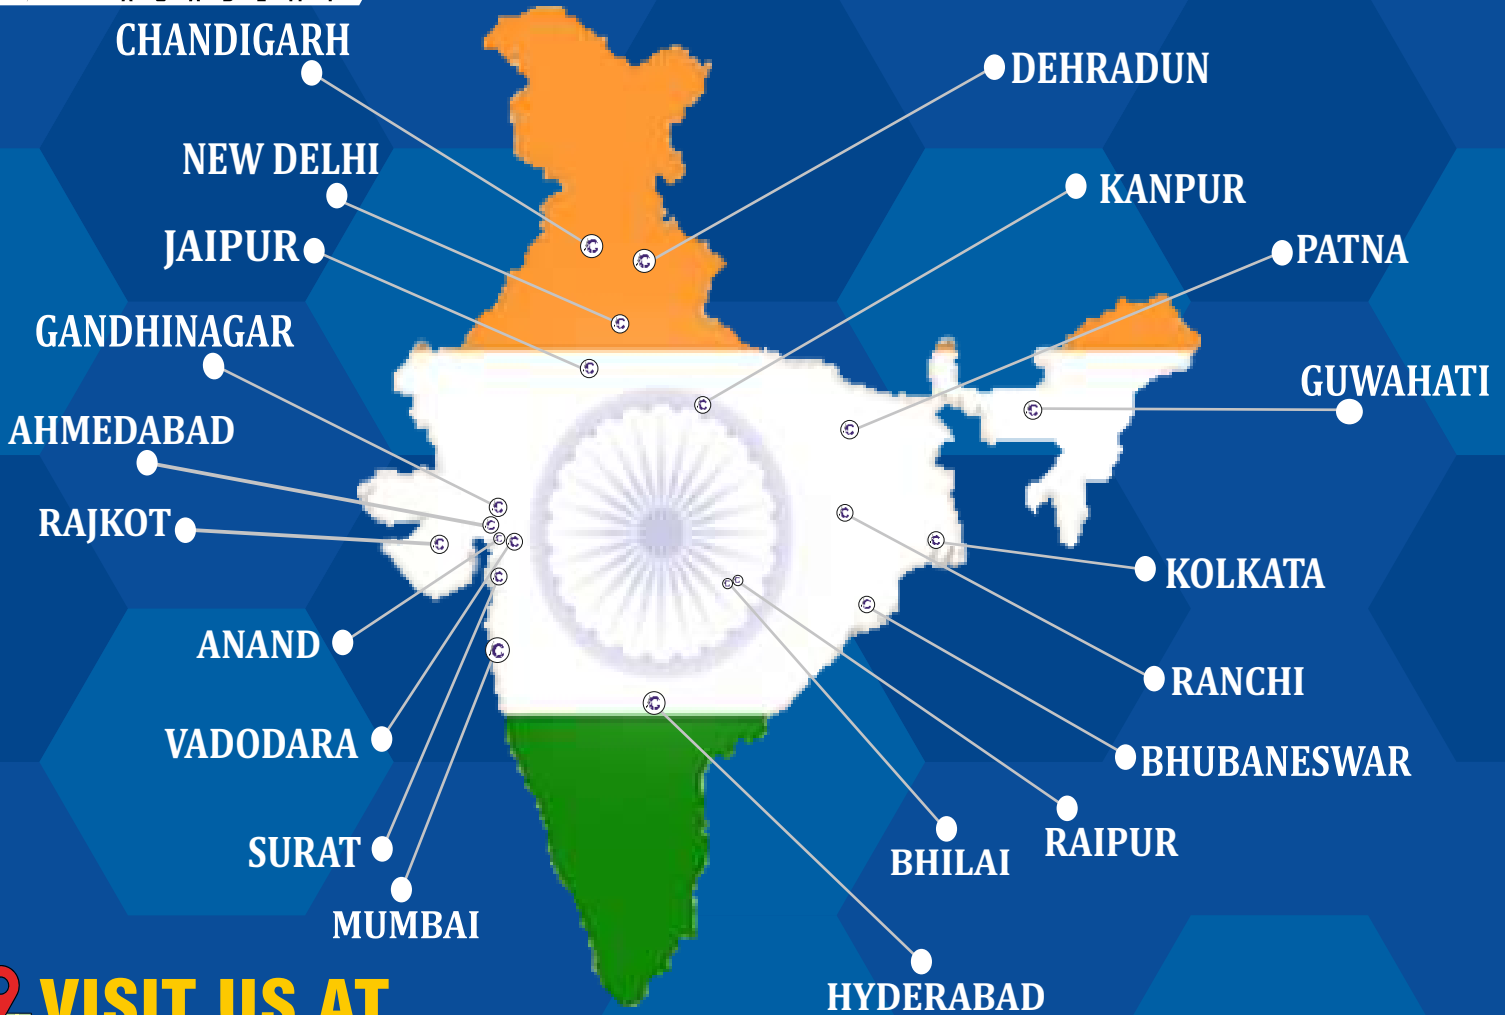 CHANDIGARH
DEHRADUN
NEW DELHI
KANPUR
JAIPUR
PATNA
GANDHINAGAR
GUWAHATI
AHMEDABAD
RAJKOT
KOLKATA
ANAND
RANCHI
VADODARA
BHUBANESWAR
SURAT
RAIPUR
BHILAI
MUMBAI
HYDERABAD
VISIT US AT